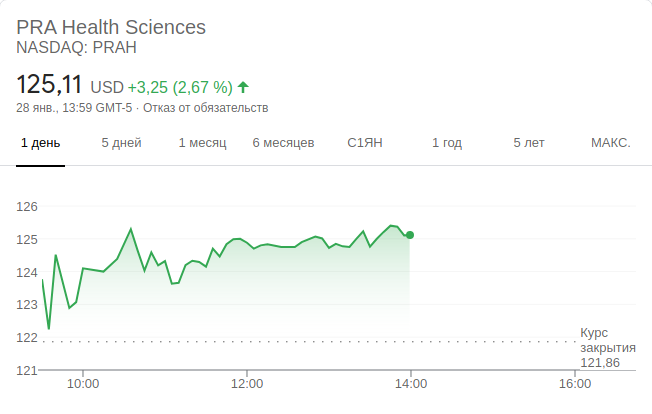 PRA Health Sciences
NASDAQ: PRAH
125,11 USD +3,25 (2,67 %)
28 янв., 13:59 GMT-5 · Отказ от обязательств
1 день 5 дней 1 месяц 6 месяцев С1ЯН 1 год 5 лет МАКС.
126
125
124
123
122
Курс
закрытия
121,86
121
10:00 12:00 14:00 16:00